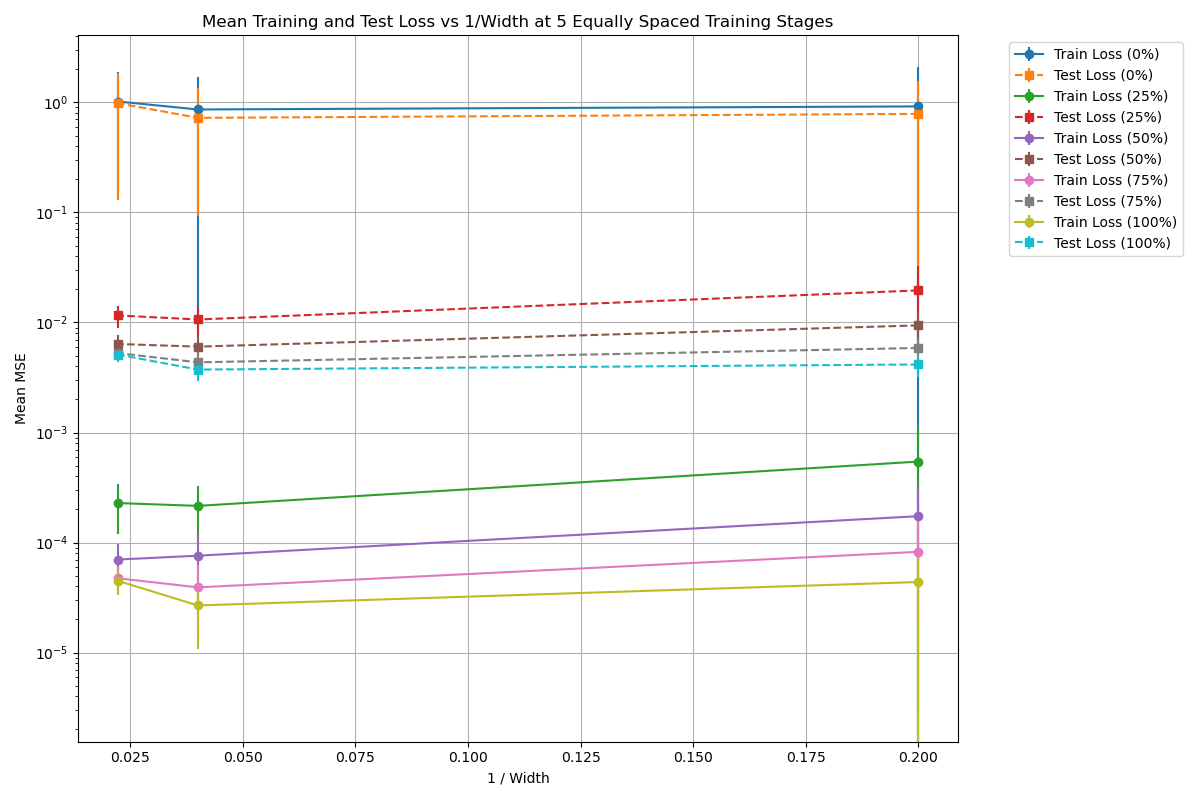 Mean Training and Test Loss vs 1/Width at 5 Equally Spaced Training Stages
Train Loss (0%)
Test Loss (0%)
Train Loss (25%)
Test Loss (25%)
Train Loss (50%)
Test Loss (50%)
Train Loss (75%)
Test Loss (75%)
Train Loss (100%)
Test Loss (100%)
Mean MSE
10⁰
10⁻¹
10⁻²
10⁻³
10⁻⁴
10⁻⁵
0.025 0.050 0.075 0.100 0.125 0.150 0.175 0.200
1 / Width